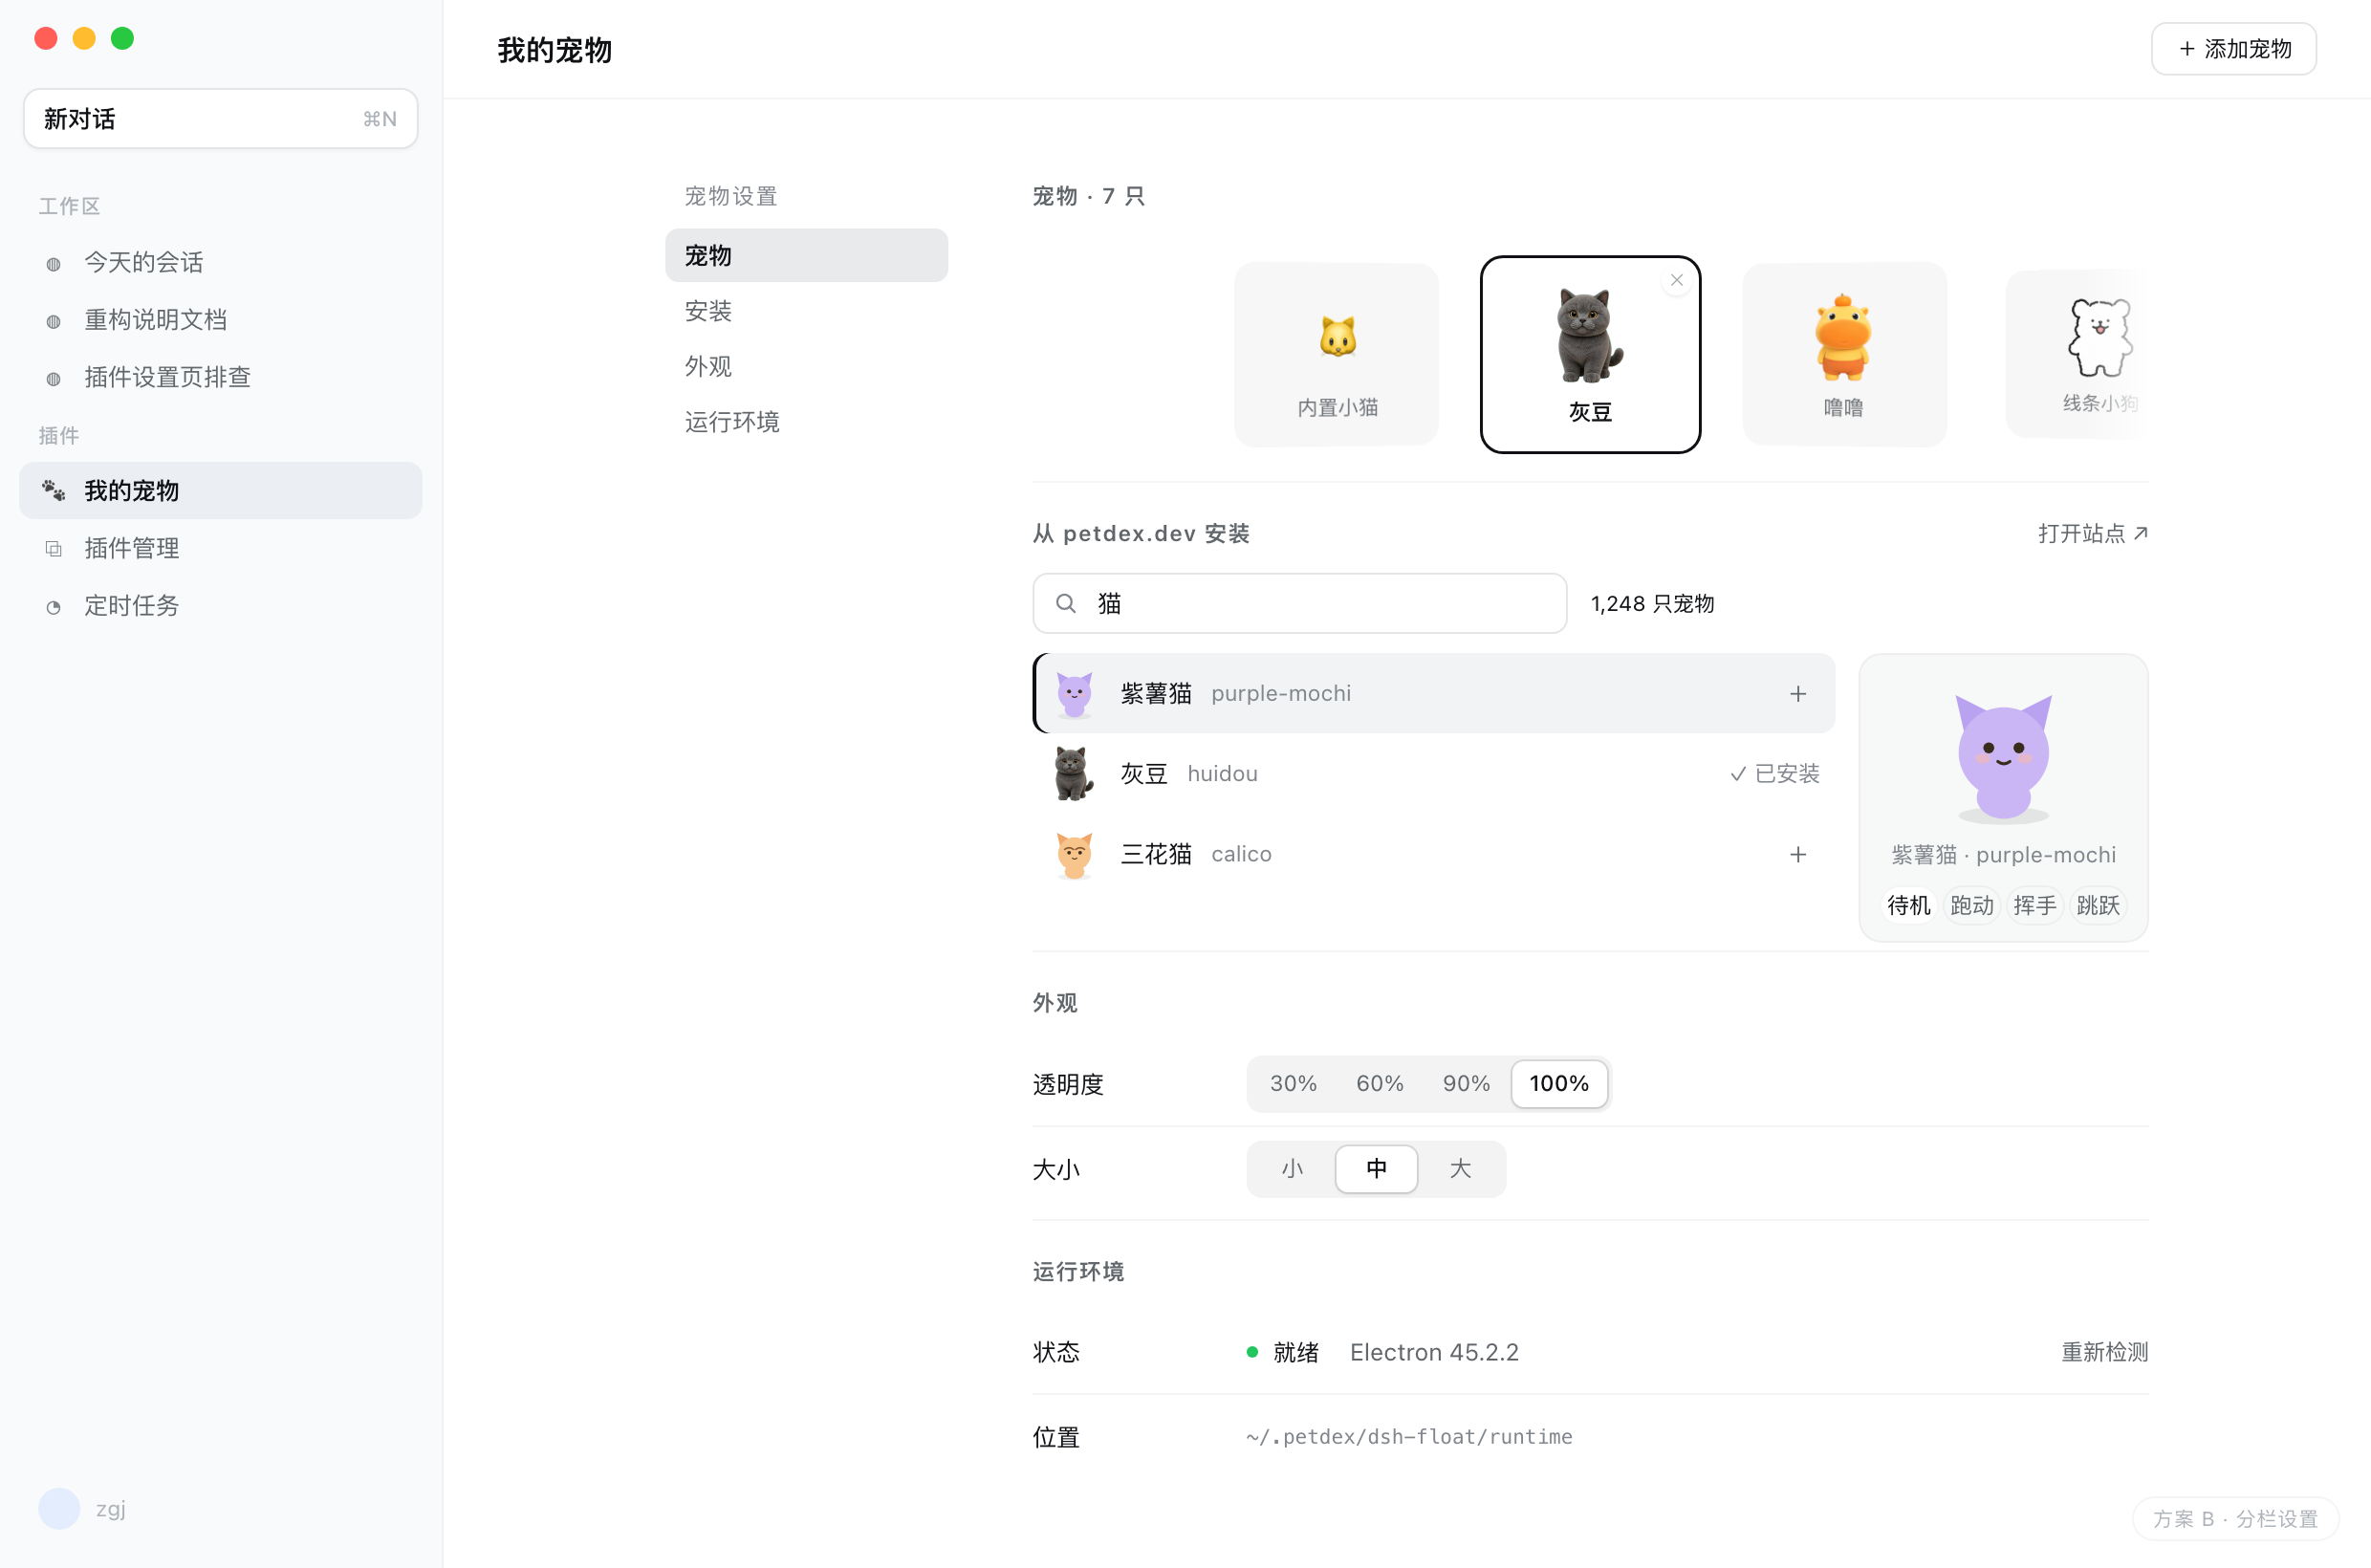 新对话 ⌘N
工作区
今天的会话
重构说明文档
插件设置页排查
插件
我的宠物
插件管理
定时任务
zgj
我的宠物
+ 添加宠物
宠物设置
宠物
安装
外观
运行环境
宠物 · 7 只
内置小猫
灰豆
噜噜
线条小狗
从 petdex.dev 安装
打开站点 ↗
猫
1,248 只宠物
紫薯猫 purple-mochi +
灰豆 huidou ✓ 已安装
三花猫 calico +
紫薯猫 · purple-mochi
待机 跑动 挥手 跳跃
外观
透明度 30% 60% 90% 100%
大小 小 中 大
运行环境
状态 就绪 Electron 45.2.2 重新检测
位置 ~/.petdex/dsh-float/runtime
方案 B · 分栏设置